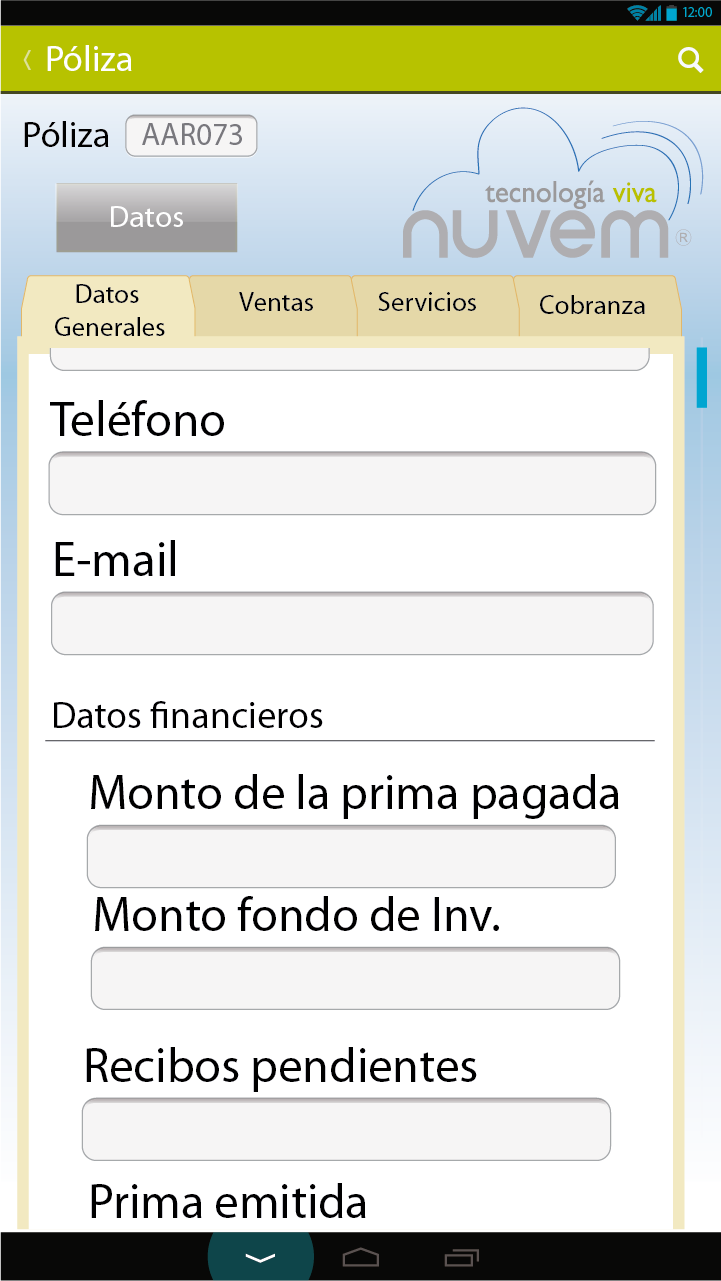 12:00
Póliza
Póliza AAR073
tecnología viva
Datos
nuvem®
Datos
Generales
Ventas
Servicios
Cobranza
Teléfono
E-mail
Datos financieros
Monto de la prima pagada
Monto fondo de Inv.
Recibos pendientes
Prima emitida